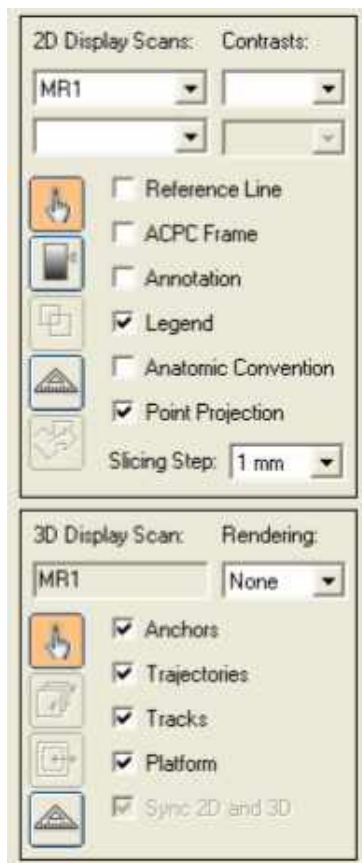 2D Display Scans: Contrasts:
MR1
Reference Line
ACPC Frame
Annotation
Legend
Anatomic Convention
Point Projection
Slicing Step: 1 mm
3D Display Scan: Rendering:
MR1 None
Anchors
Trajectories
Tracks
Platform
Sync 2D and 3D